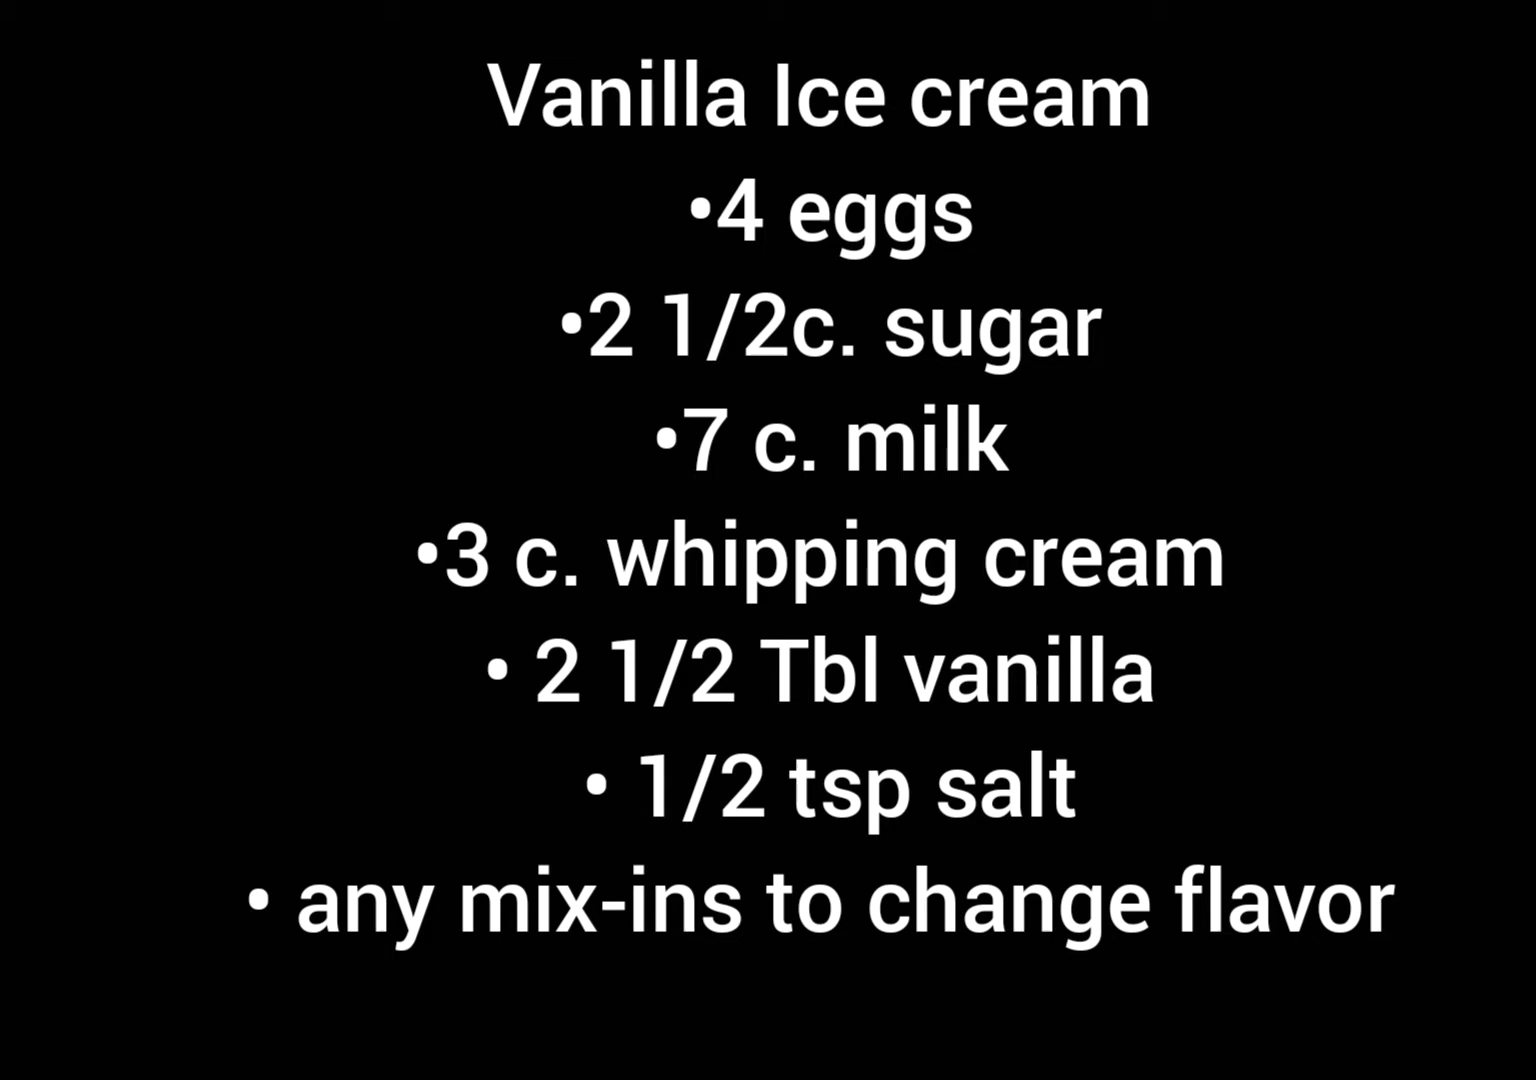 Vanilla Ice cream
•4 eggs
•2 1/2c. sugar
•7 c. milk
•3 c. whipping cream
• 2 1/2 Tbl vanilla
• 1/2 tsp salt
• any mix-ins to change flavor